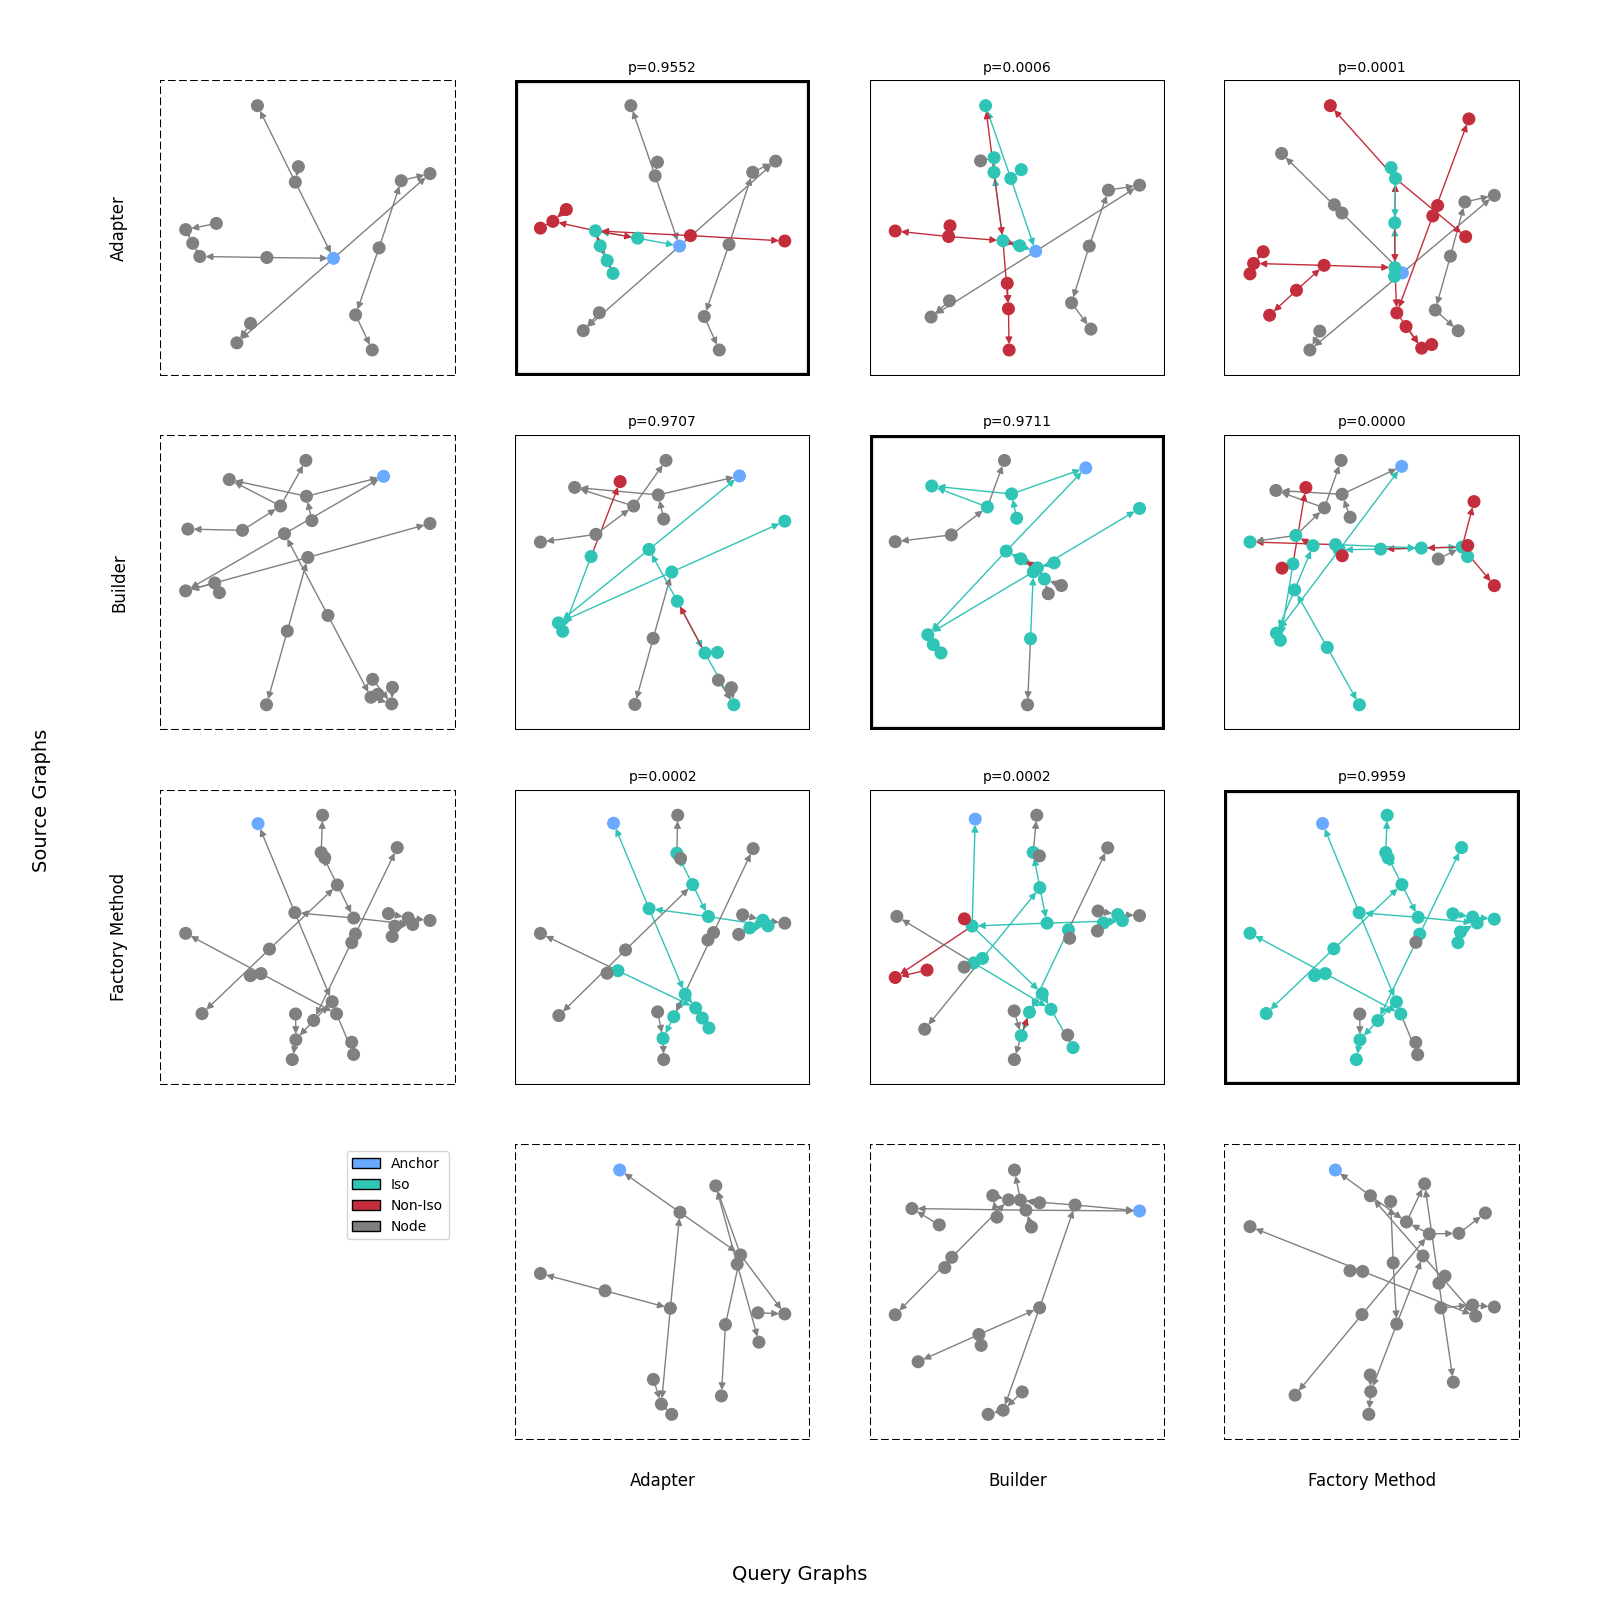 p=0.9552
p=0.0006
p=0.0001
Adapter
p=0.9707
p=0.9711
p=0.0000
Builder
Source Graphs
p=0.0002
p=0.0002
p=0.9959
Factory Method
Anchor
Iso
Non-Iso
Node
Adapter
Builder
Factory Method
Query Graphs